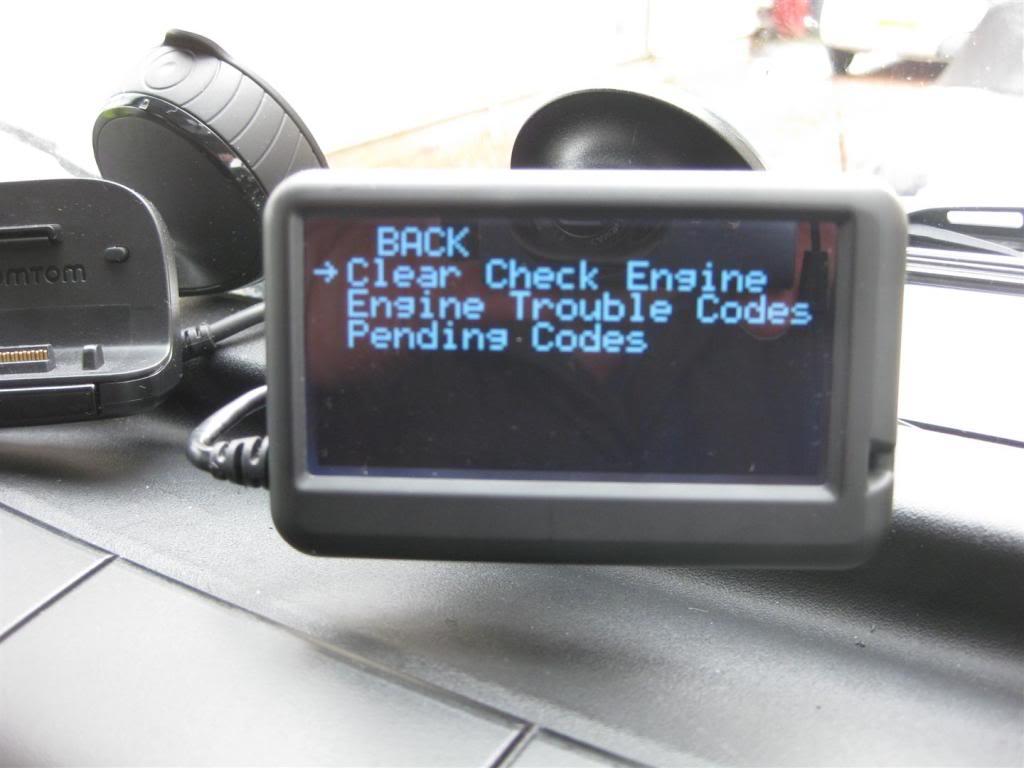 BACK
→Clear Check Engine
Engine Trouble Codes
Pending Codes
OMTOM